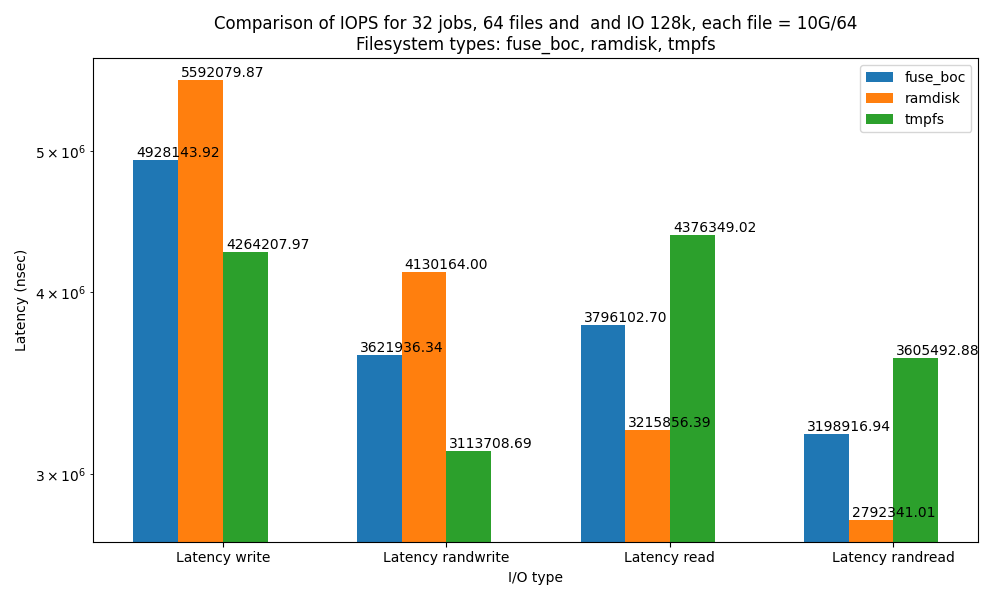 Comparison of IOPS for 32 jobs, 64 files and  and IO 128k, each file = 10G/64
Filesystem types: fuse_boc, ramdisk, tmpfs
fuse_boc
ramdisk
tmpfs
5592079.87
4928143.92
4264207.97
4130164.00
3621936.34
3113708.69
4376349.02
3796102.70
3215856.39
3605492.88
3198916.94
2792341.01
5 × 10⁶
4 × 10⁶
3 × 10⁶
Latency (nsec)
Latency write
Latency randwrite
Latency read
Latency randread
I/O type